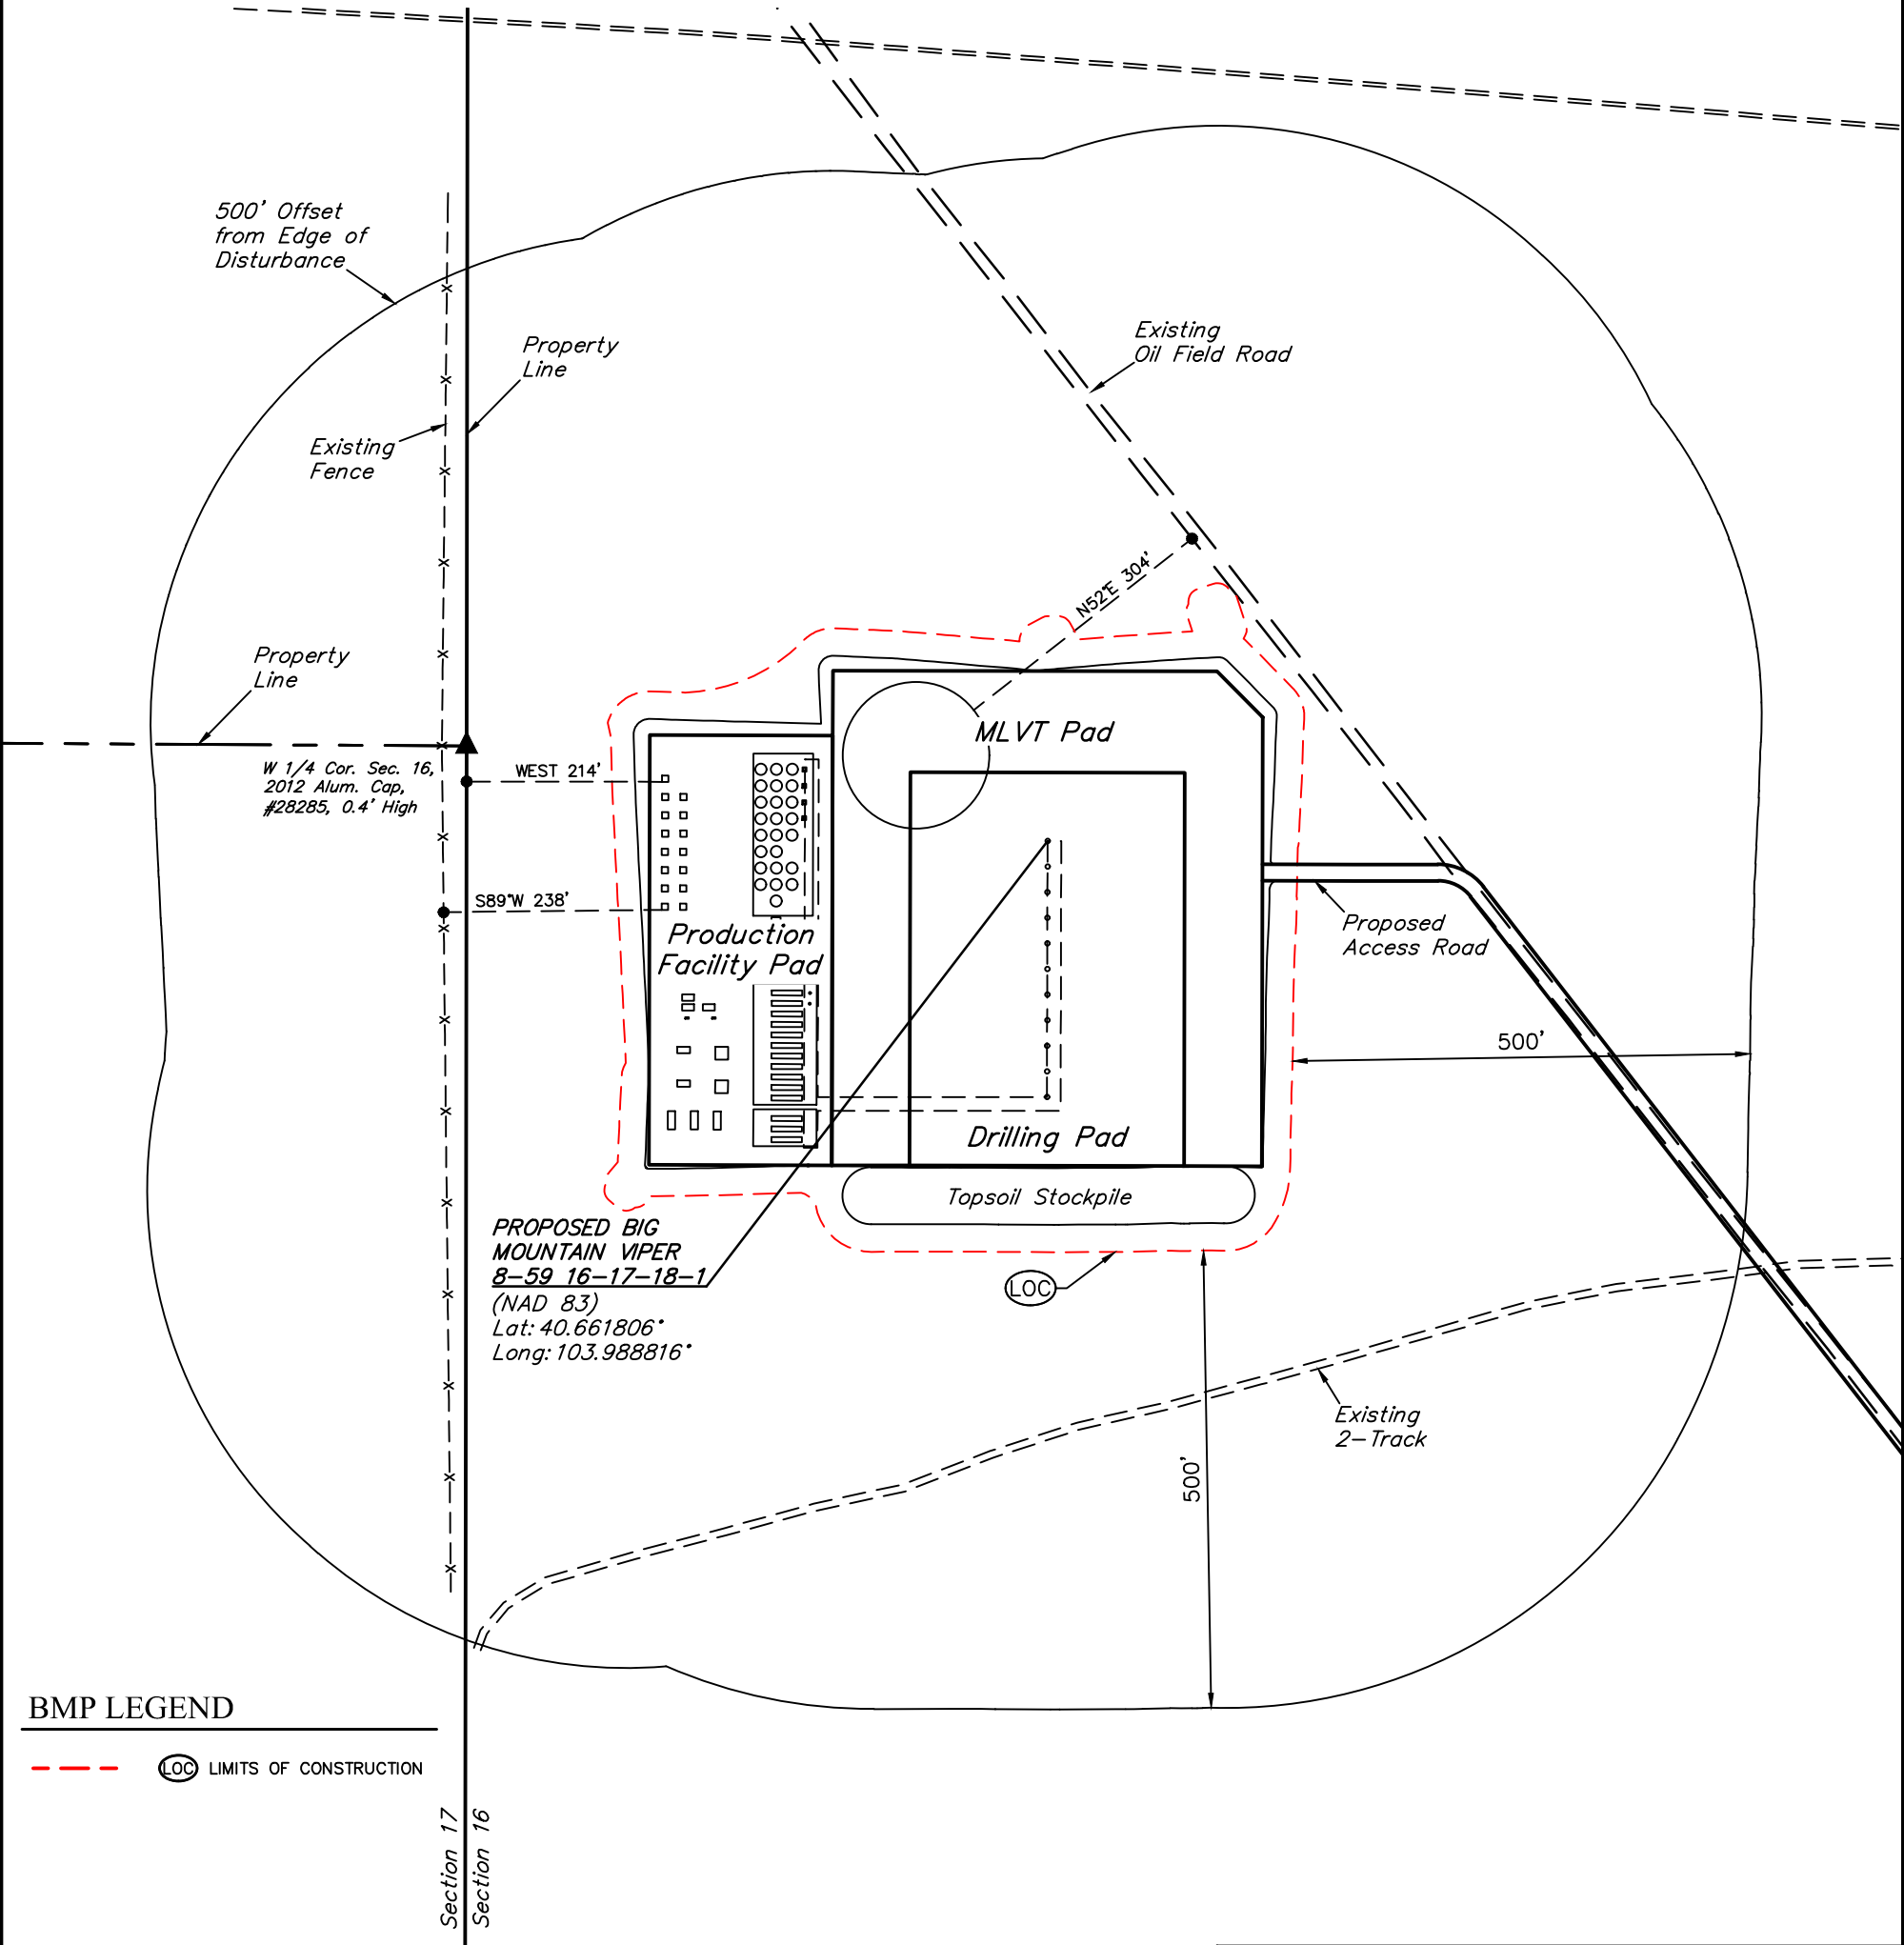 500' Offset
from Edge of
Disturbance
Property
Line
Existing
Oil Field Road
Existing
Fence
N52°E 304'
Property
Line
MLVT Pad
W 1/4 Cor. Sec. 16,
2012 Alum. Cap,
#28285, 0.4' High
WEST 214'
S89°W 238'
Production
Facility Pad
Proposed
Access Road
500'
Drilling Pad
Topsoil Stockpile
PROPOSED BIG
MOUNTAIN VIPER
8-59 16-17-18-1
(NAD 83)
Lat: 40.661806°
Long: 103.988816°
LOC
Existing
2-Track
500'
BMP LEGEND
LOC LIMITS OF CONSTRUCTION
Section 17
Section 16